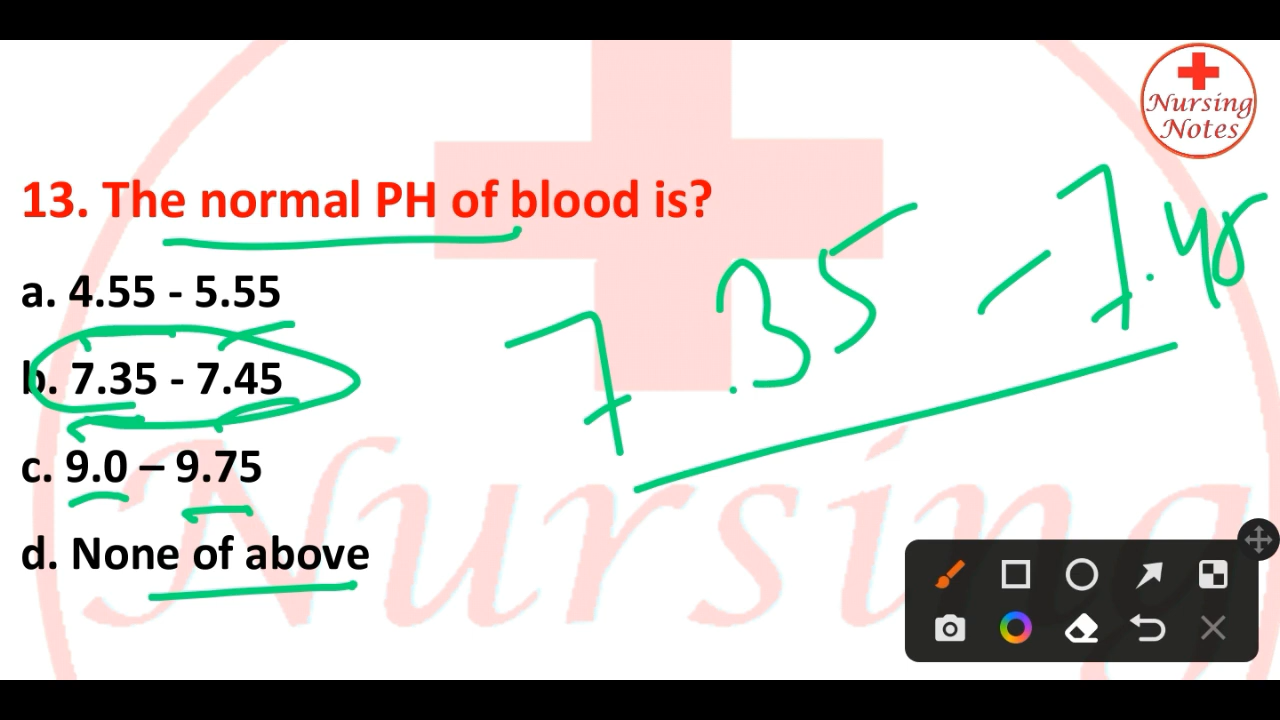 Nursing
Notes
13. The normal PH of blood is?
a. 4.55 - 5.55
b. 7.35 - 7.45
c. 9.0 – 9.75
d. None of above
7.35 - 7.45
Nursing